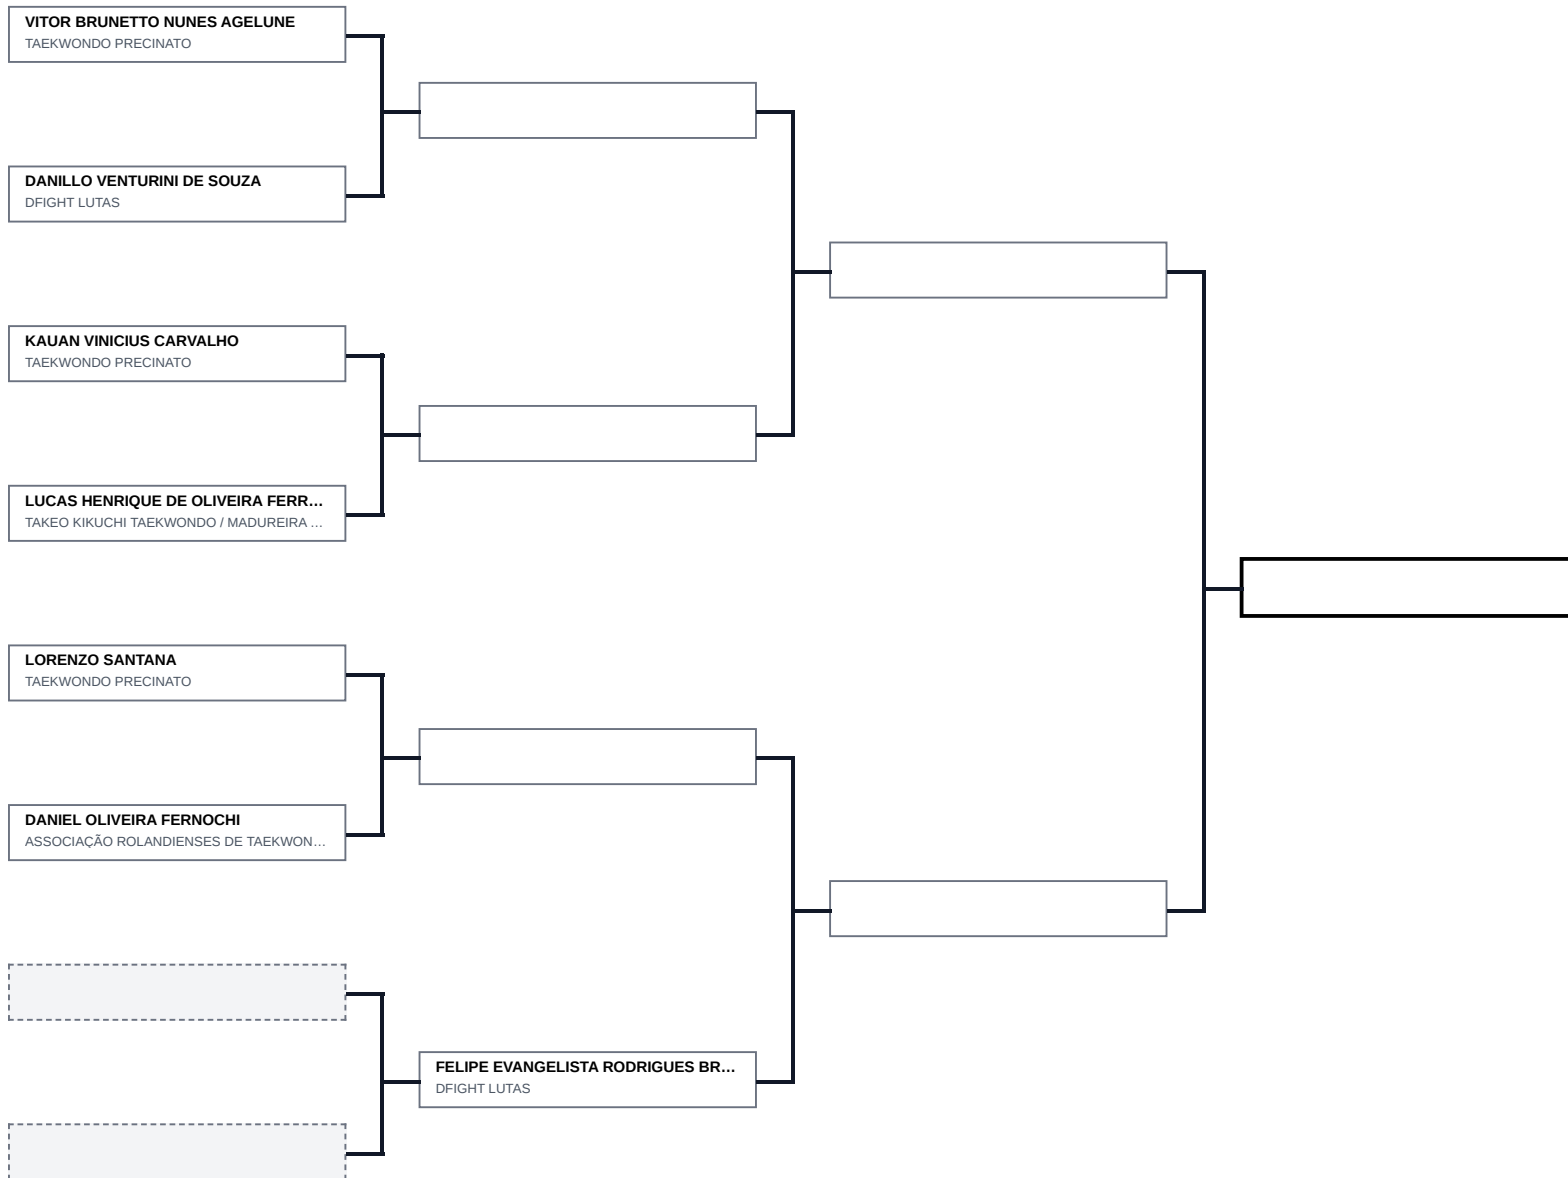 VITOR BRUNETTO NUNES AGELUNE
TAEKWONDO PRECINATO
DANILLO VENTURINI DE SOUZA
DFIGHT LUTAS
KAUAN VINICIUS CARVALHO
TAEKWONDO PRECINATO
LUCAS HENRIQUE DE OLIVEIRA FERR...
TAKEO KIKUCHI TAEKWONDO / MADUREIRA ...
LORENZO SANTANA
TAEKWONDO PRECINATO
DANIEL OLIVEIRA FERNOCHI
ASSOCIAÇÃO ROLANDIENSES DE TAEKWON...
FELIPE EVANGELISTA RODRIGUES BR...
DFIGHT LUTAS